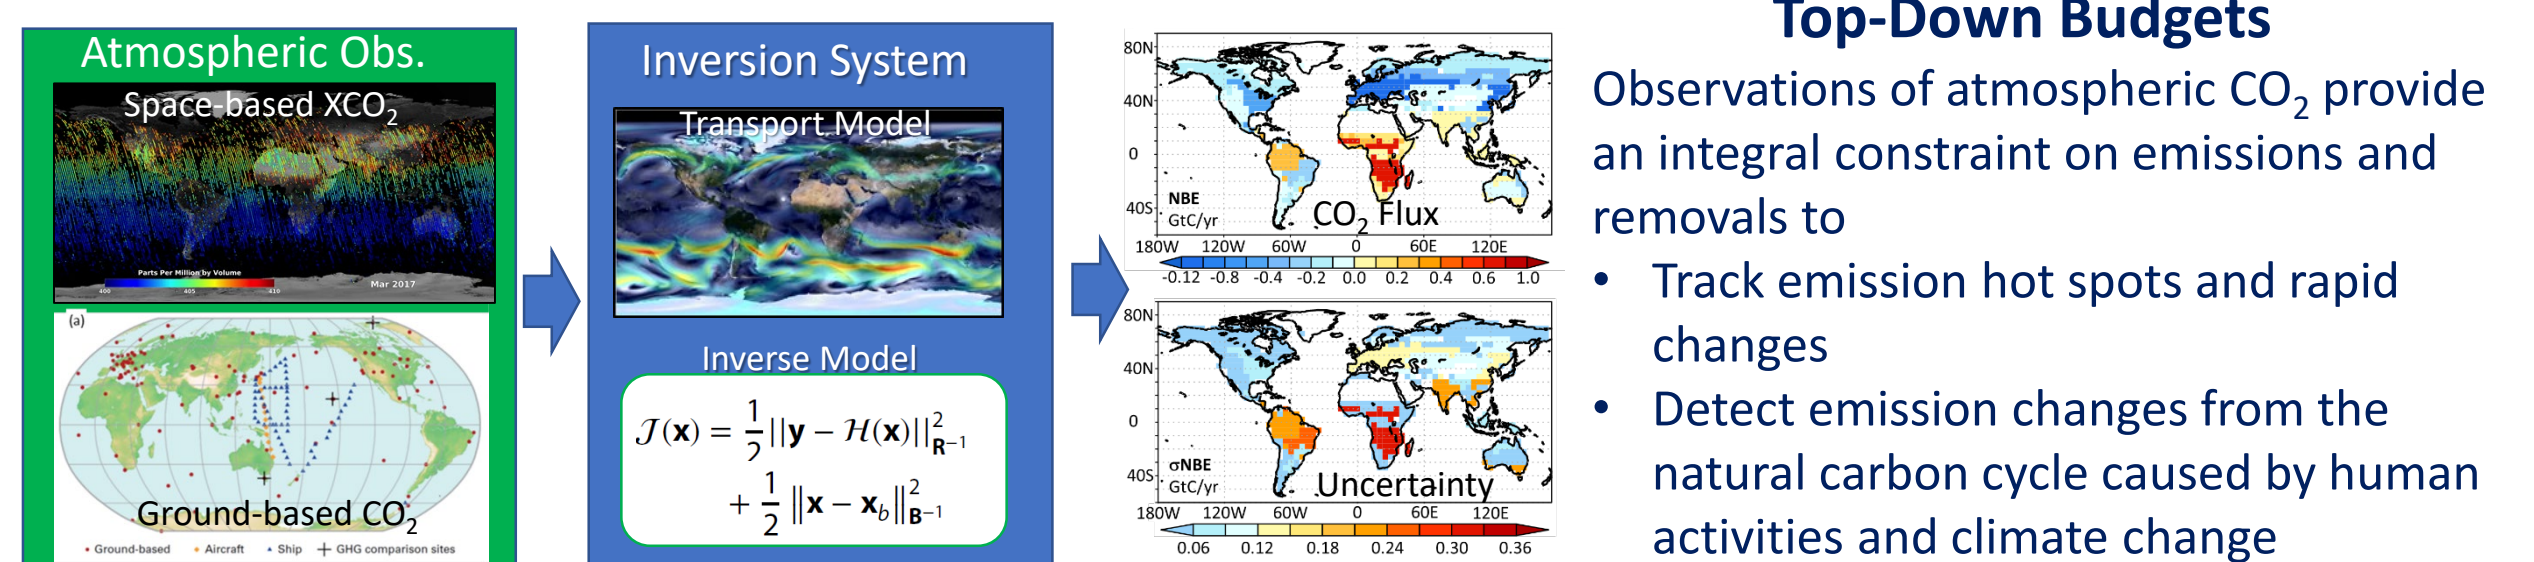 Atmospheric Obs.
Space-based XCO₂
Parts Per Million by Volume
400 405 410
Mar 2017
(a)
Ground-based CO₂
Ground-based Aircraft Ship GHG comparison sites
Inversion System
Transport Model
Inverse Model
𝒥(x) = 1/2 ||y − ℋ(x)||²_R⁻¹
+ 1/2 ||x − x_b||²_B⁻¹
80N
40N
0
40S
NBE
GtC/yr
CO₂ Flux
180W 120W 60W 0 60E 120E
-0.12 -0.8 -0.4 -0.2 0.0 0.2 0.4 0.6 1.0
80N
40N
0
40S
σNBE
GtC/yr
Uncertainty
180W 120W 60W 0 60E 120E
0.06 0.12 0.18 0.24 0.30 0.36
Top-Down Budgets
Observations of atmospheric CO₂ provide
an integral constraint on emissions and
removals to
• Track emission hot spots and rapid
changes
• Detect emission changes from the
natural carbon cycle caused by human
activities and climate change